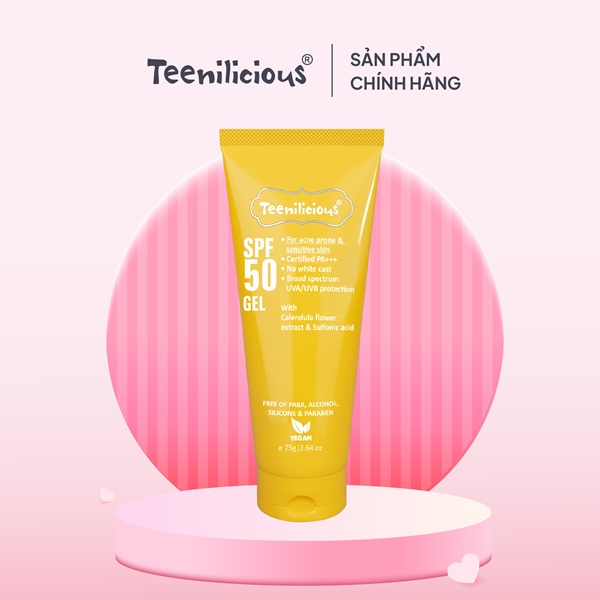 Teenilicious®
SẢN PHẨM
CHÍNH HÃNG
Teenilicious®
SPF
50
GEL
• For acne prone &
sensitive skin
• Certified PA+++
• No white cast
• Broad spectrum
UVA/UVB protection
With
Calendula flower
extract & Sulfonic acid
FREE OF PABA, ALCOHOL,
SILICONE & PARABEN
VEGAN
e 75g|2.64 oz